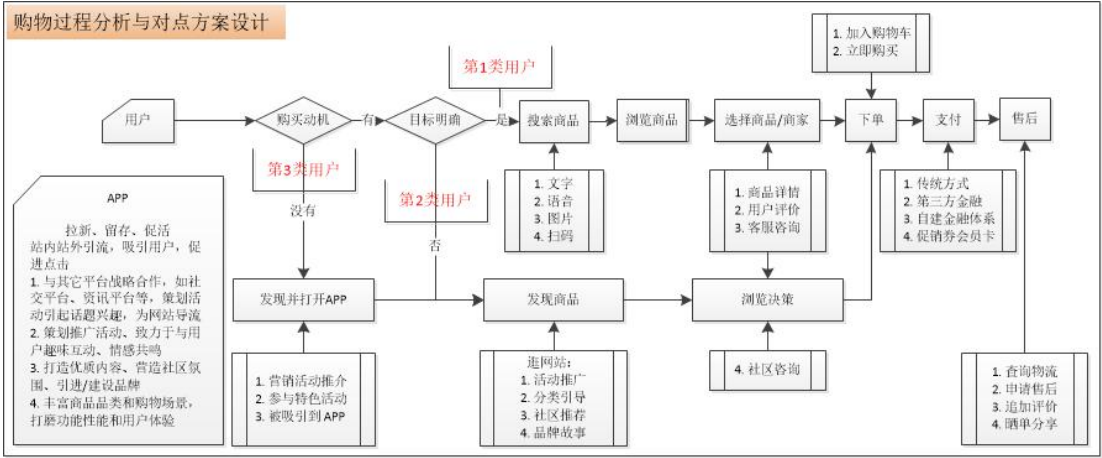 购物过程分析与对点方案设计
1. 加入购物车
2. 立即购买
第1类用户
用户
购买动机
有
目标明确
是
搜索商品
浏览商品
选择商品/商家
下单
支付
售后
第3类用户
没有
第2类用户
否
1. 文字
2. 语音
3. 图片
4. 扫码
1. 商品详情
2. 用户评价
3. 客服咨询
1. 传统方式
2. 第三方金融
3. 自建金融体系
4. 促销券会员卡
APP
拉新、留存、促活
站内站外引流，吸引用户，促
进点击
1. 与其它平台战略合作，如社
交平台、资讯平台等，策划活
动引起话题兴趣，为网站导流
2. 策划推广活动、致力于与用
户趣味互动、情感共鸣
3. 打造优质内容、营造社区氛
围、引进/建设品牌
4. 丰富商品品类和购物场景，
打磨功能性能和用户体验
发现并打开APP
发现商品
浏览决策
1. 营销活动推介
2. 参与特色活动
3. 被吸引到 APP
逛网站：
1. 活动推广
2. 分类引导
3. 社区推荐
4. 品牌故事
4. 社区咨询
1. 查询物流
2. 申请售后
3. 追加评价
4. 晒单分享